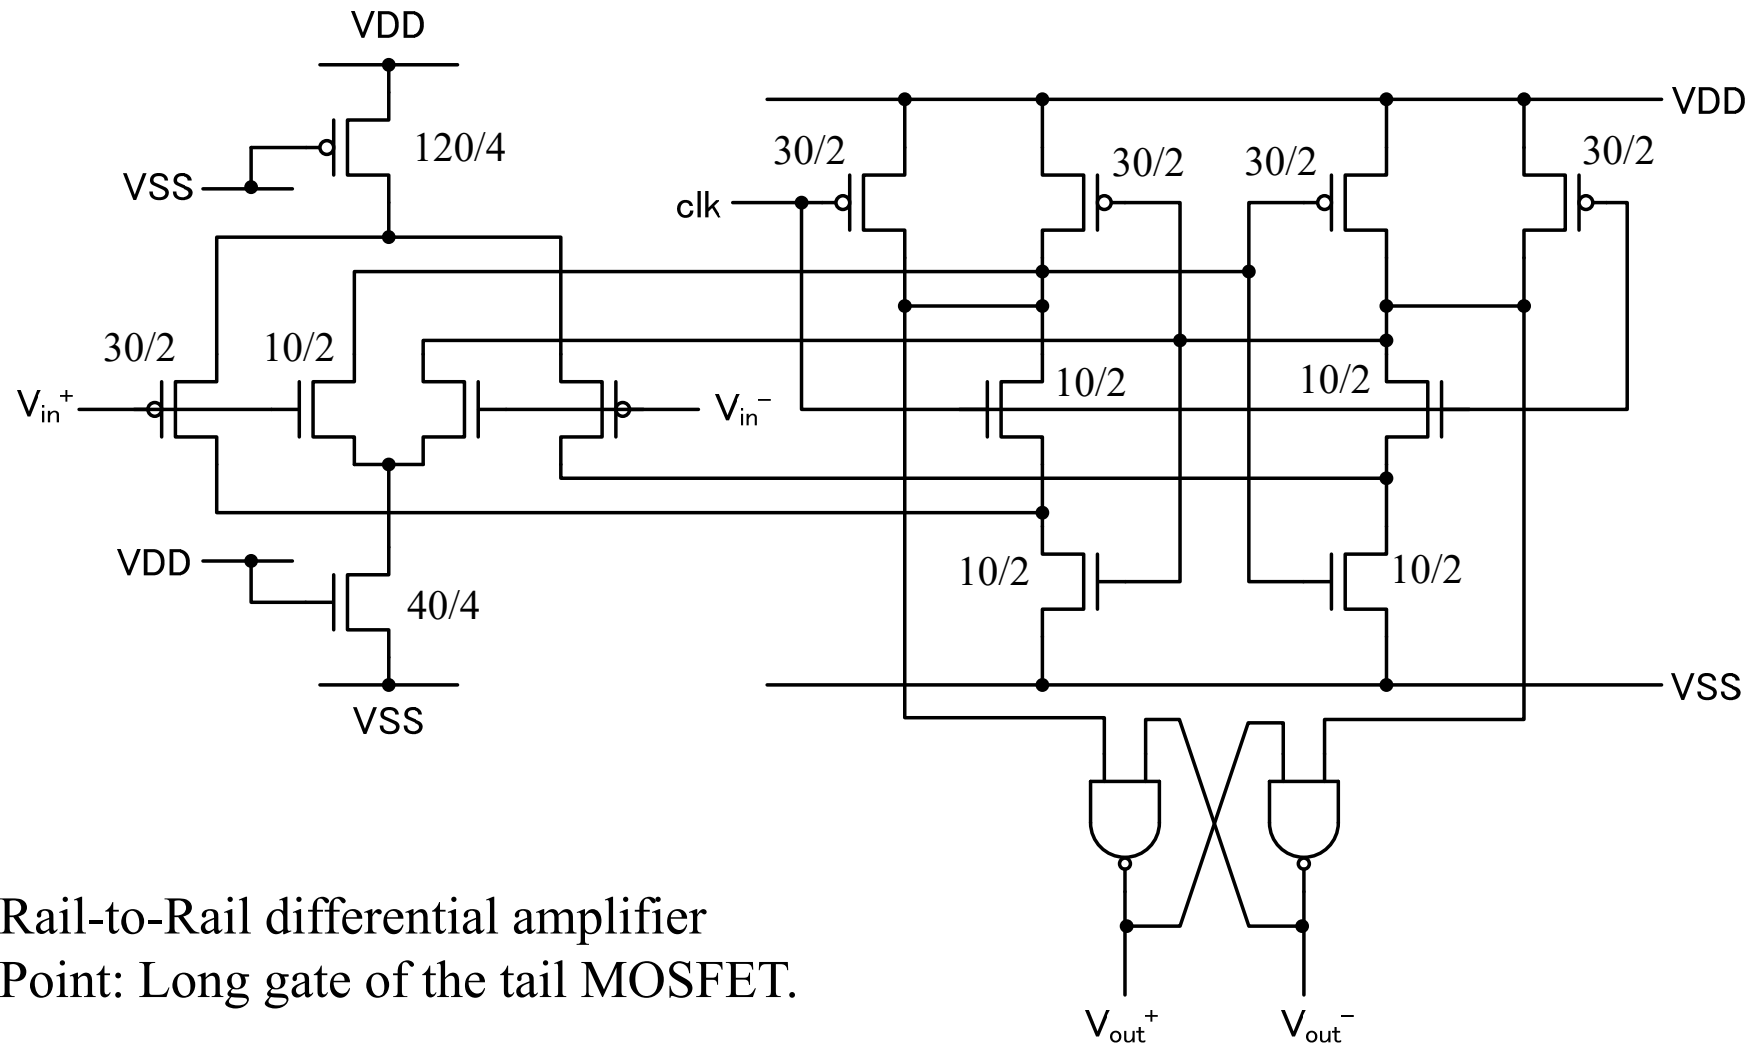 VDD
120/4
VSS
30/2
10/2
Vin+
Vin−
VDD
40/4
VSS
VDD
30/2
30/2
30/2
30/2
clk
10/2
10/2
10/2
10/2
VSS
Vout+
Vout−
Rail-to-Rail differential amplifier
Point: Long gate of the tail MOSFET.